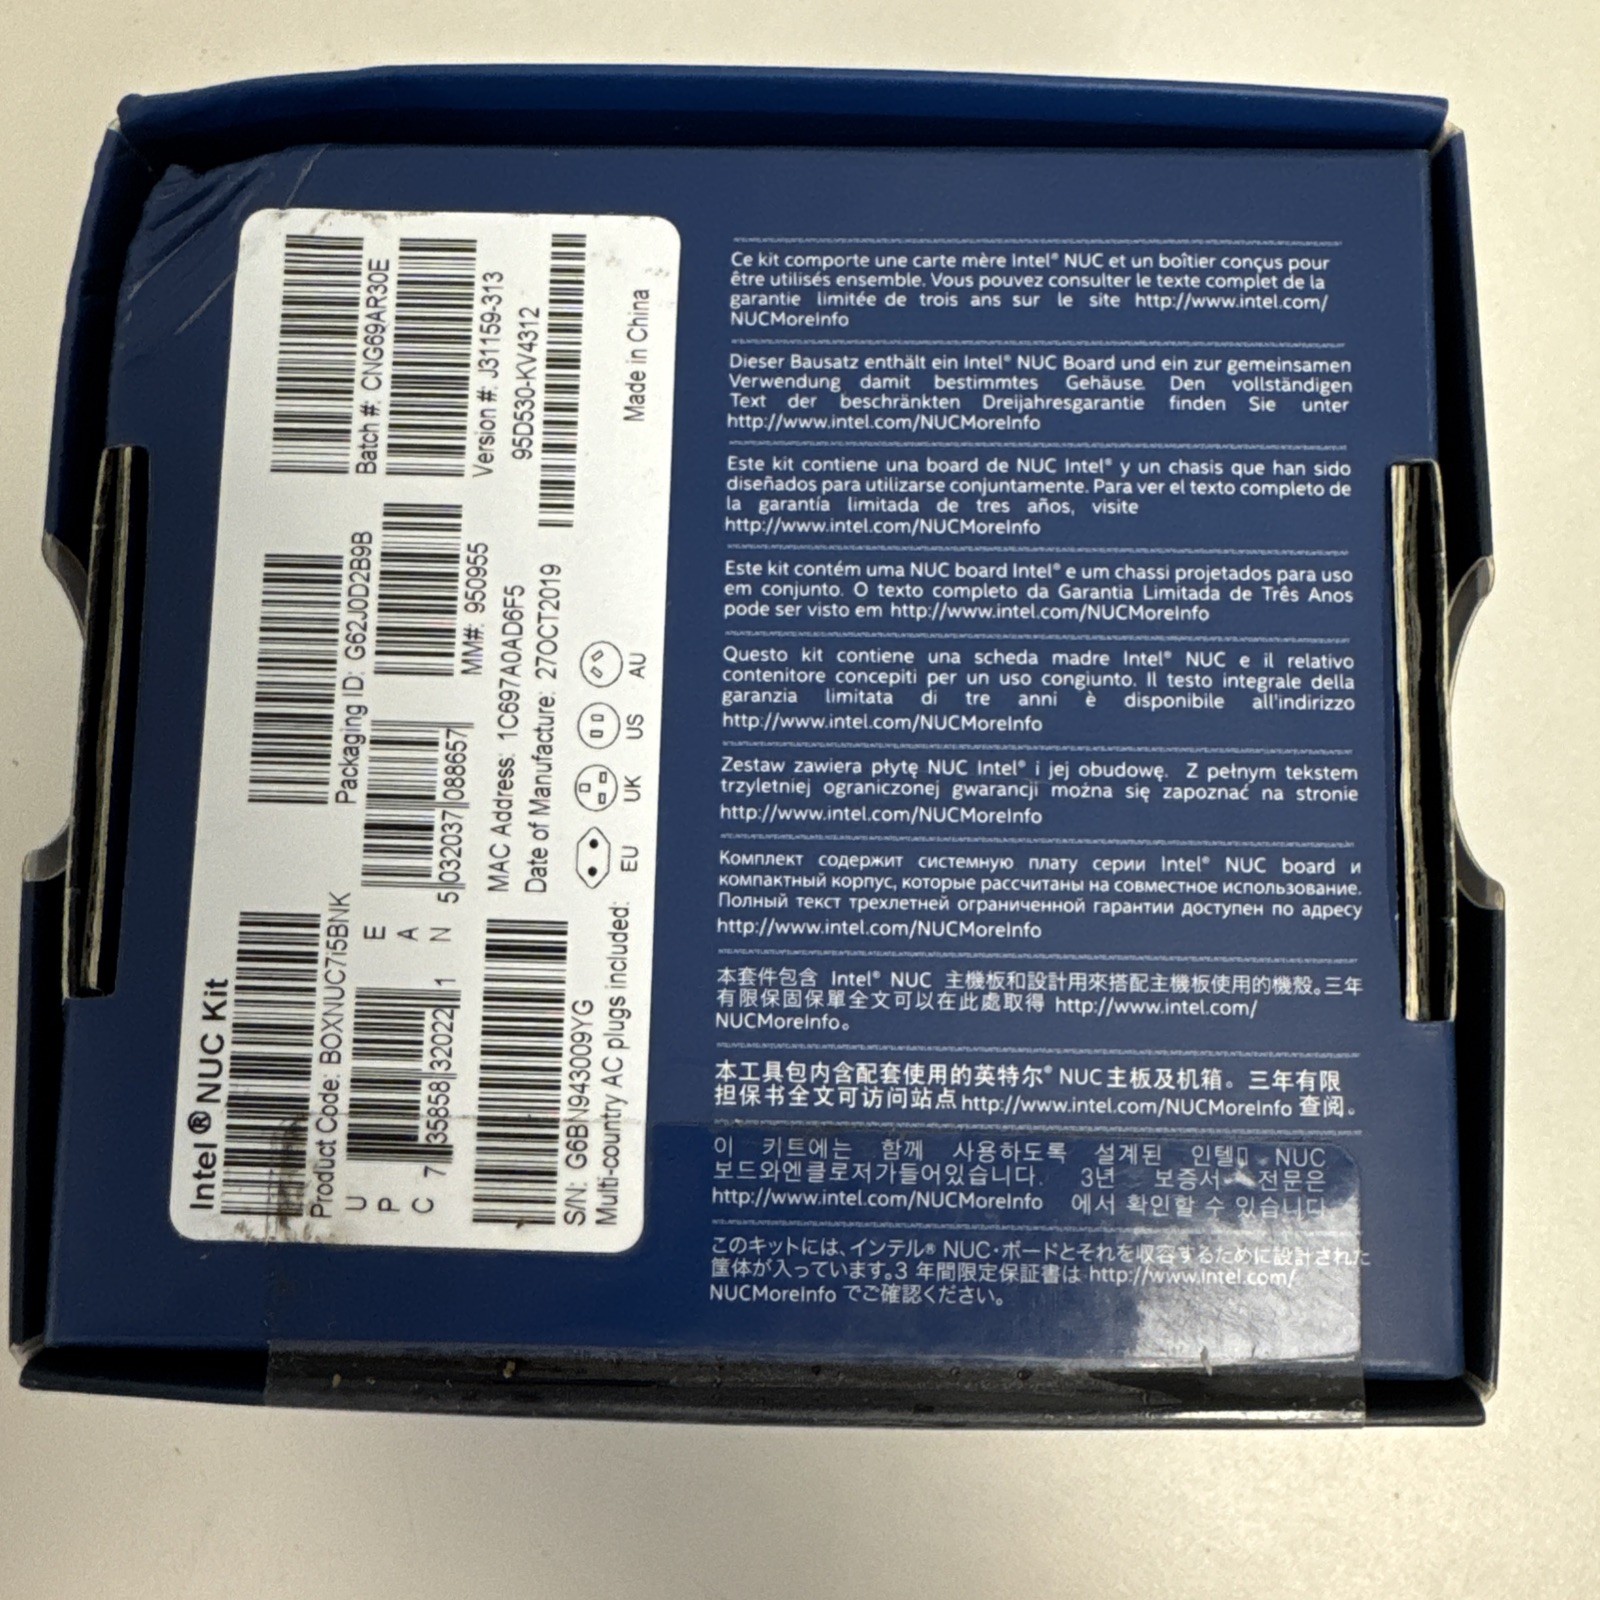 Intel® NUC Kit
Product Code: BOXNUC7i5BNK
Packaging ID: G62J0D2B9B
Batch #: CNG69AR30E
U
P
C
7 35858 32022 1
E
A
N
5 032037 088657
MM#: 950955
Version #: J31159-313
S/N: G6BN943009YG
MAC Address: 1C697A0AD6F5
95D530-KV4312
Date of Manufacture: 27OCT2019
Multi-country AC plugs included:
EU UK US AU
Made in China
Ce kit comporte une carte mère Intel® NUC et un boîtier conçus pour
être utilisés ensemble. Vous pouvez consulter le texte complet de la
garantie limitée de trois ans sur le site http://www.intel.com/
NUCMoreInfo
Dieser Bausatz enthält ein Intel® NUC Board und ein zur gemeinsamen
Verwendung damit bestimmtes Gehäuse. Den vollständigen
Text der beschränkten Dreijahresgarantie finden Sie unter
http://www.intel.com/NUCMoreInfo
Este kit contiene una board de NUC Intel® y un chasis que han sido
diseñados para utilizarse conjuntamente. Para ver el texto completo de
la garantía limitada de tres años, visite
http://www.intel.com/NUCMoreInfo
Este kit contém uma NUC board Intel® e um chassi projetados para uso
em conjunto. O texto completo da Garantia Limitada de Três Anos
pode ser visto em http://www.intel.com/NUCMoreInfo
Questo kit contiene una scheda madre Intel® NUC e il relativo
contenitore concepiti per un uso congiunto. Il testo integrale della
garanzia limitata di tre anni è disponibile all'indirizzo
http://www.intel.com/NUCMoreInfo
Zestaw zawiera płytę NUC Intel® i jej obudowę. Z pełnym tekstem
trzyletniej ograniczonej gwarancji można się zapoznać na stronie
http://www.intel.com/NUCMoreInfo
Комплект содержит системную плату серии Intel® NUC board и
компактный корпус, которые рассчитаны на совместное использование.
Полный текст трехлетней ограниченной гарантии доступен по адресу
http://www.intel.com/NUCMoreInfo
本套件包含 Intel® NUC 主機板和設計用來搭配主機板使用的機殼。三年
有限保固保單全文可以在此處取得 http://www.intel.com/
NUCMoreInfo。
本工具包内含配套使用的英特尔® NUC主板及机箱。三年有限
担保书全文可访问站点 http://www.intel.com/NUCMoreInfo 查阅。
이 키트에는 함께 사용하도록 설계된 인텔▯ NUC
보드와엔클로저가들어있습니다. 3년 보증서 전문은
http://www.intel.com/NUCMoreInfo 에서 확인할 수 있습니다
このキットには、インテル® NUC・ボードとそれを収容するために設計された
筐体が入っています。3 年間限定保証書は http://www.intel.com/
NUCMoreInfo でご確認ください。